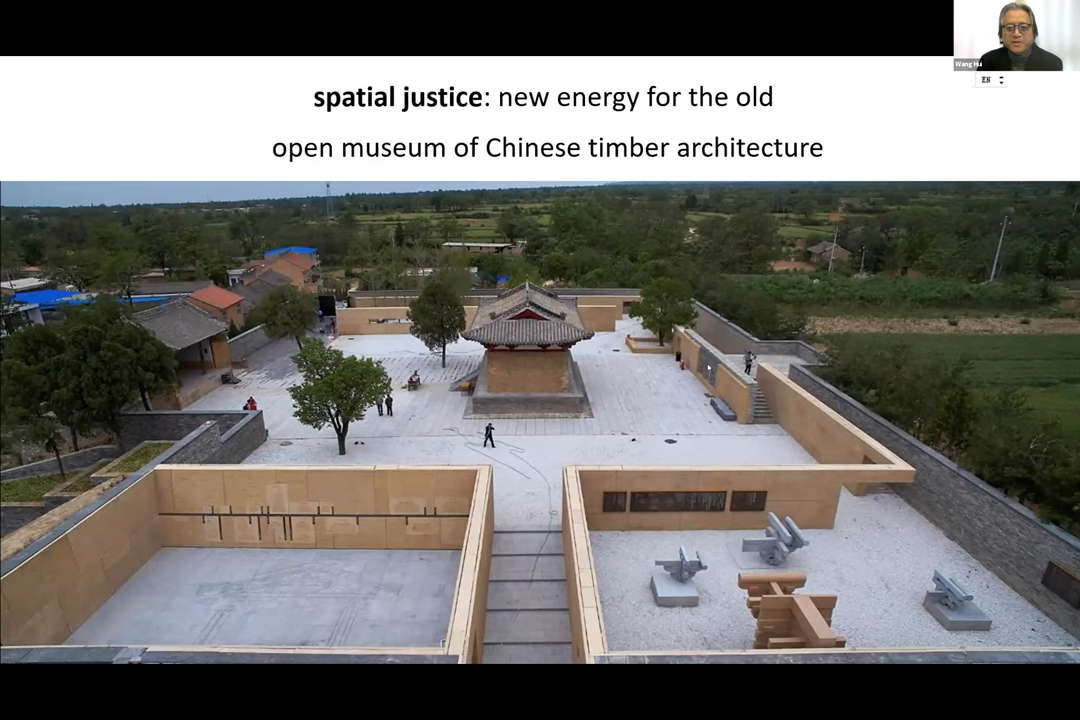 spatial justice: new energy for the old
open museum of Chinese timber architecture
Wang Hui
EN